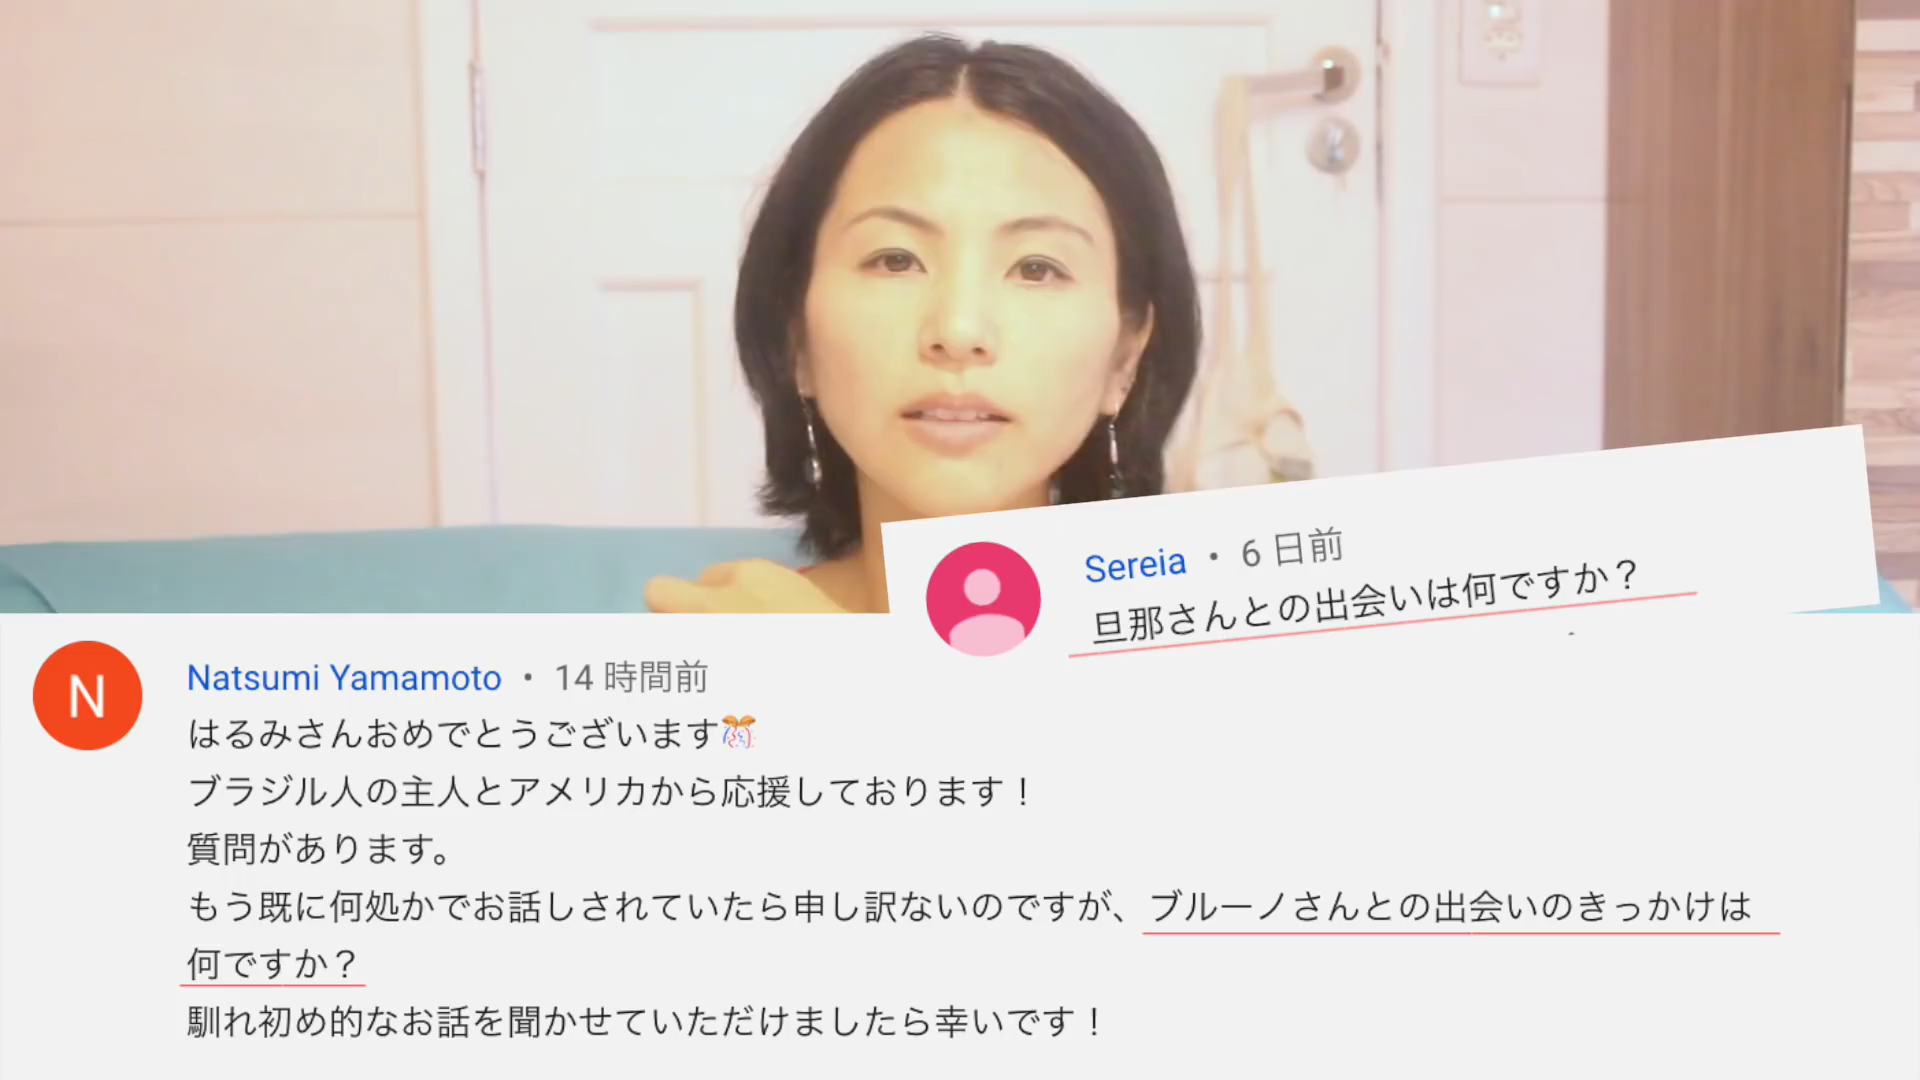 Sereia • 6 日前
旦那さんとの出会いは何ですか？
N
Natsumi Yamamoto • 14 時間前
はるみさんおめでとうございます🎊
ブラジル人の主人とアメリカから応援しております！
質問があります。
もう既に何処かでお話しされていたら申し訳ないのですが、ブルーノさんとの出会いのきっかけは
何ですか？
馴れ初め的なお話を聞かせていただけましたら幸いです！